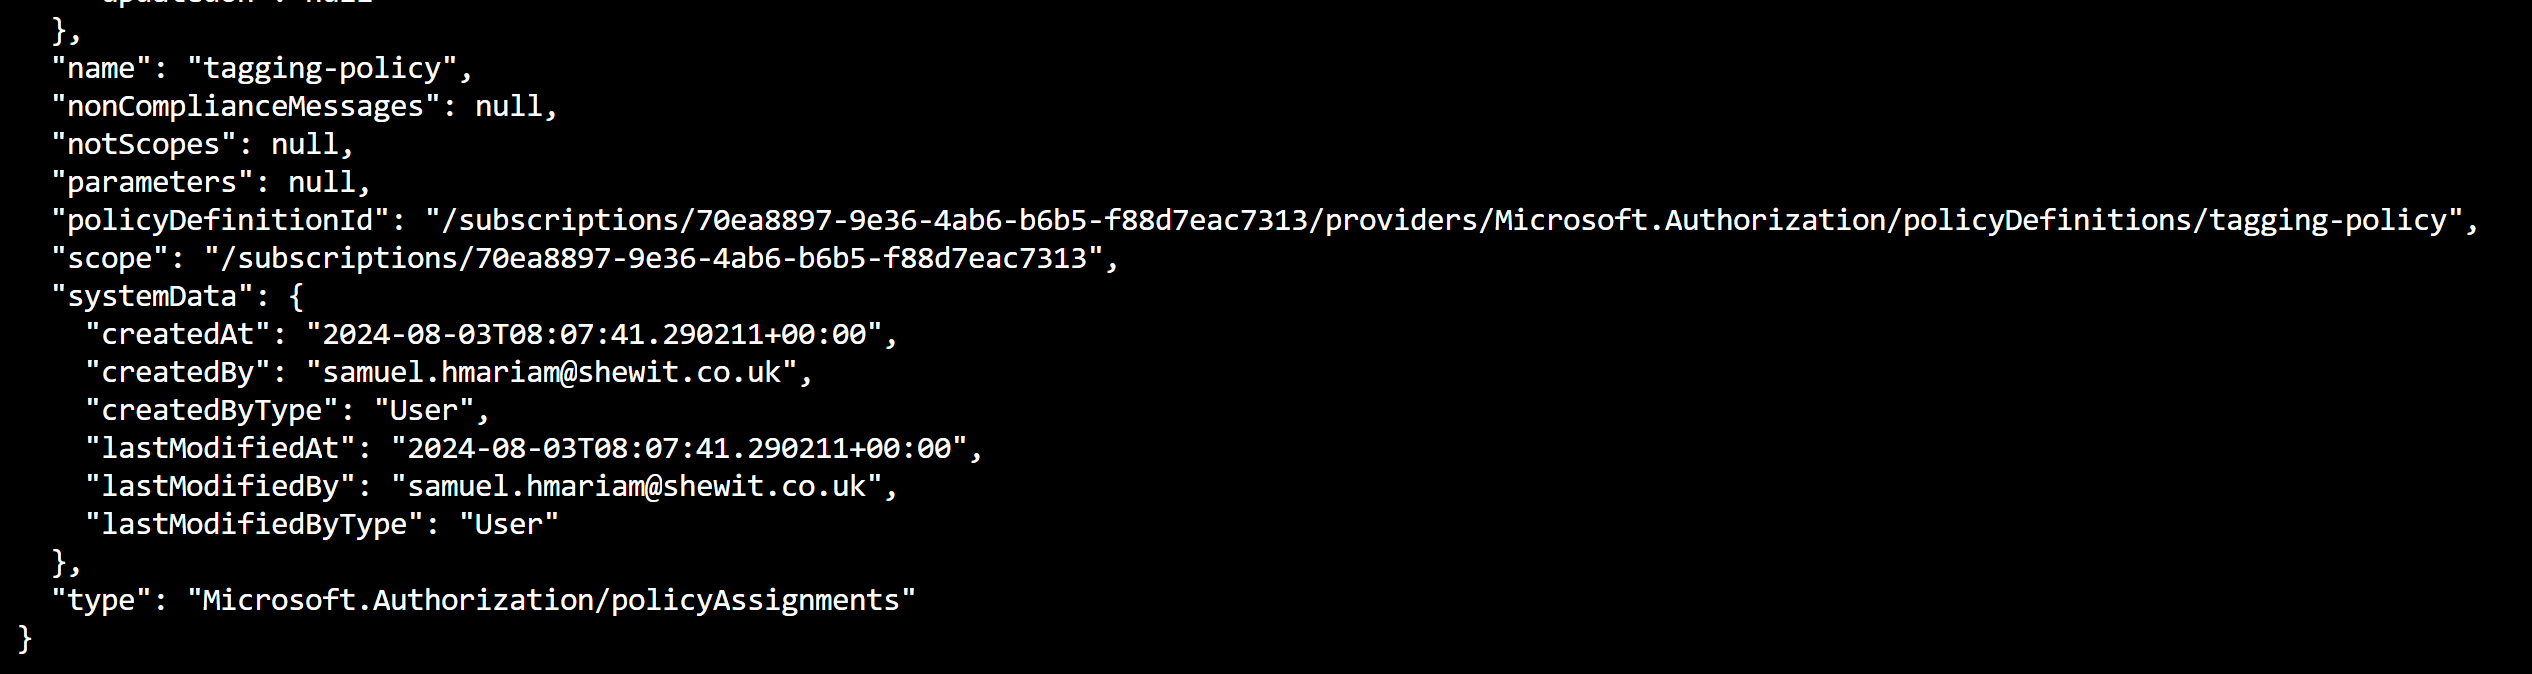 },
"name": "tagging-policy",
"nonComplianceMessages": null,
"notScopes": null,
"parameters": null,
"policyDefinitionId": "/subscriptions/70ea8897-9e36-4ab6-b6b5-f88d7eac7313/providers/Microsoft.Authorization/policyDefinitions/tagging-policy",
"scope": "/subscriptions/70ea8897-9e36-4ab6-b6b5-f88d7eac7313",
"systemData": {
"createdAt": "2024-08-03T08:07:41.290211+00:00",
"createdBy": "samuel.hmariam@shewit.co.uk",
"createdByType": "User",
"lastModifiedAt": "2024-08-03T08:07:41.290211+00:00",
"lastModifiedBy": "samuel.hmariam@shewit.co.uk",
"lastModifiedByType": "User"
},
"type": "Microsoft.Authorization/policyAssignments"
}